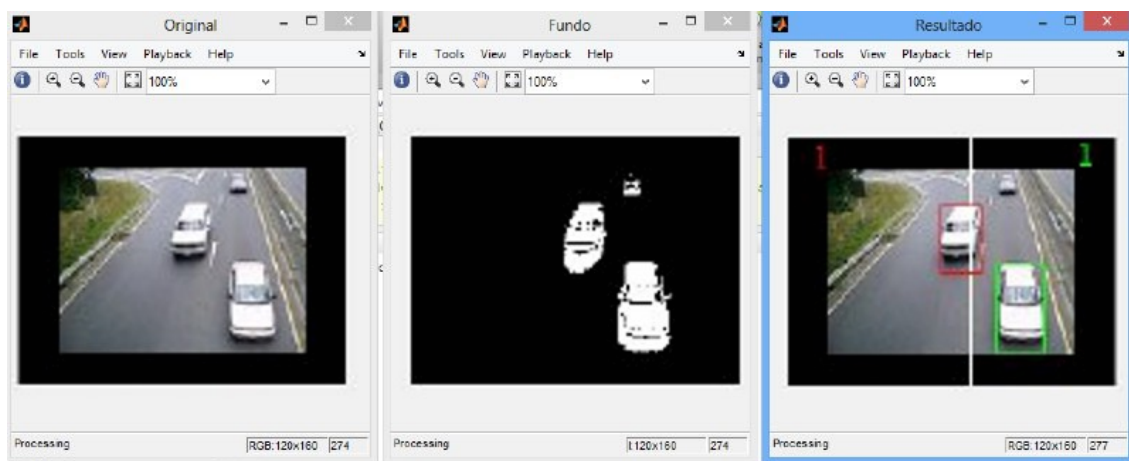 Original
File Tools View Playback Help
100%
Processing RGB:120x160 274
Fundo
File Tools View Playback Help
100%
Processing I:120x160 274
Resultado
File Tools View Playback Help
100%
1 1
Processing RGB:120x160 277